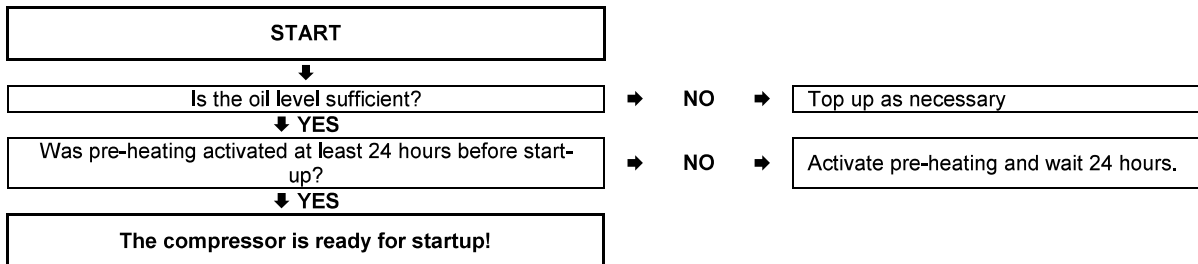 START
Is the oil level sufficient? NO Top up as necessary
YES
Was pre-heating activated at least 24 hours before start-
up? NO Activate pre-heating and wait 24 hours.
YES
The compressor is ready for startup!